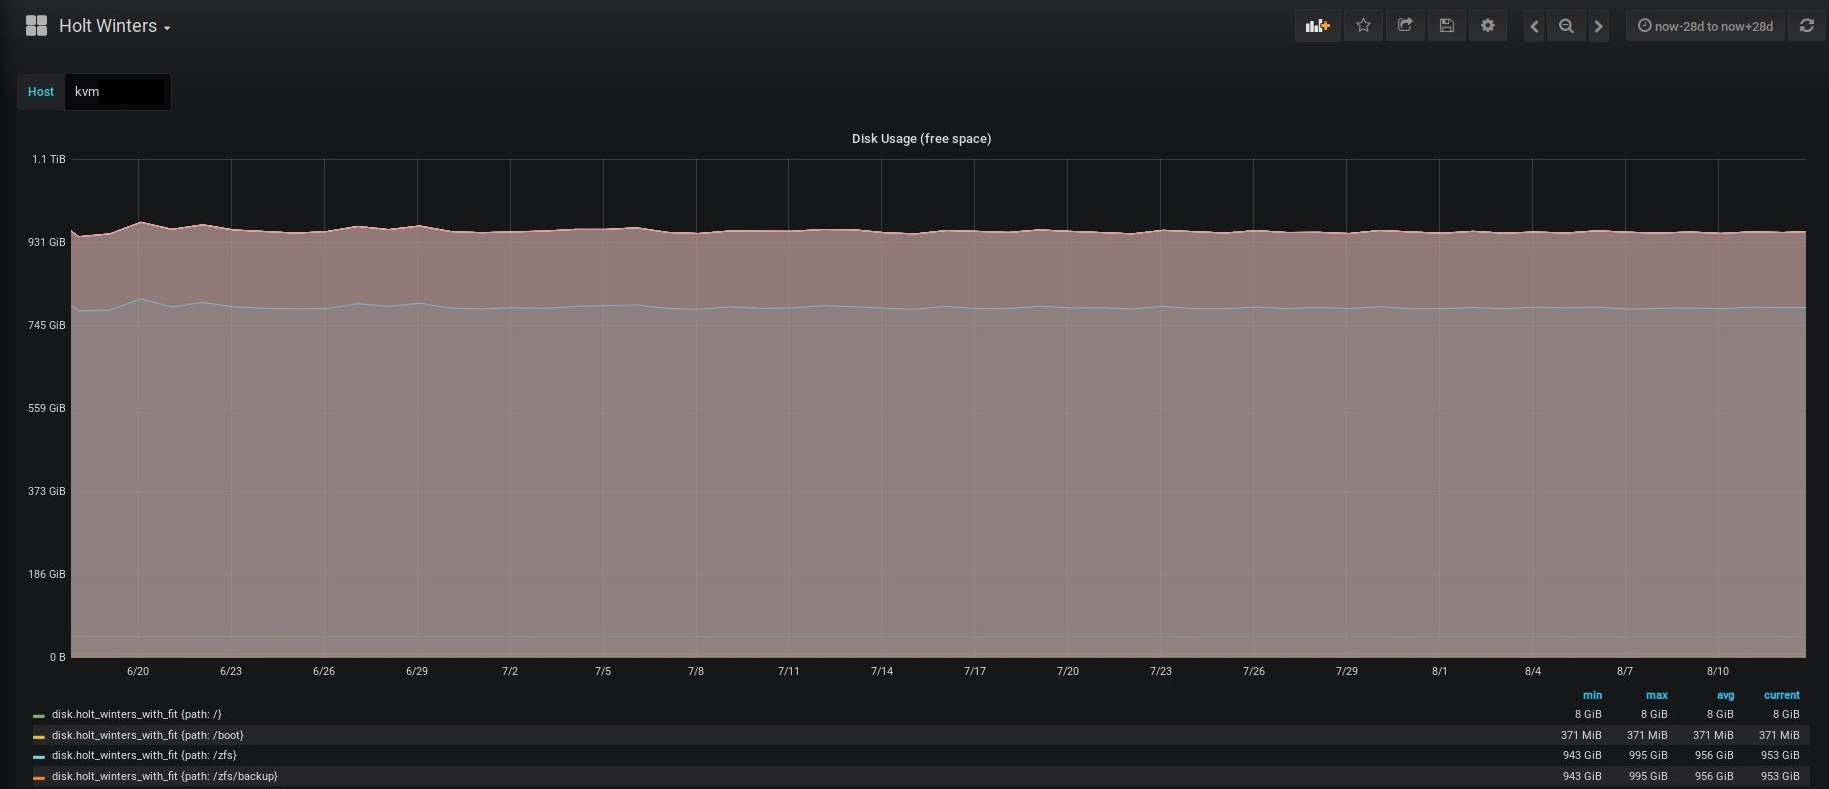 Holt Winters
now-28d to now+28d
Host kvm
Disk Usage (free space)
1.1 TiB
931 GiB
745 GiB
559 GiB
373 GiB
186 GiB
0 B
6/20 6/23 6/26 6/29 7/2 7/5 7/8 7/11 7/14 7/17 7/20 7/23 7/26 7/29 8/1 8/4 8/7 8/10
min max avg current
disk.holt_winters_with_fit {path: /} 8 GiB 8 GiB 8 GiB 8 GiB
disk.holt_winters_with_fit {path: /boot} 371 MiB 371 MiB 371 MiB 371 MiB
disk.holt_winters_with_fit {path: /zfs} 943 GiB 995 GiB 956 GiB 953 GiB
disk.holt_winters_with_fit {path: /zfs/backup} 943 GiB 995 GiB 956 GiB 953 GiB